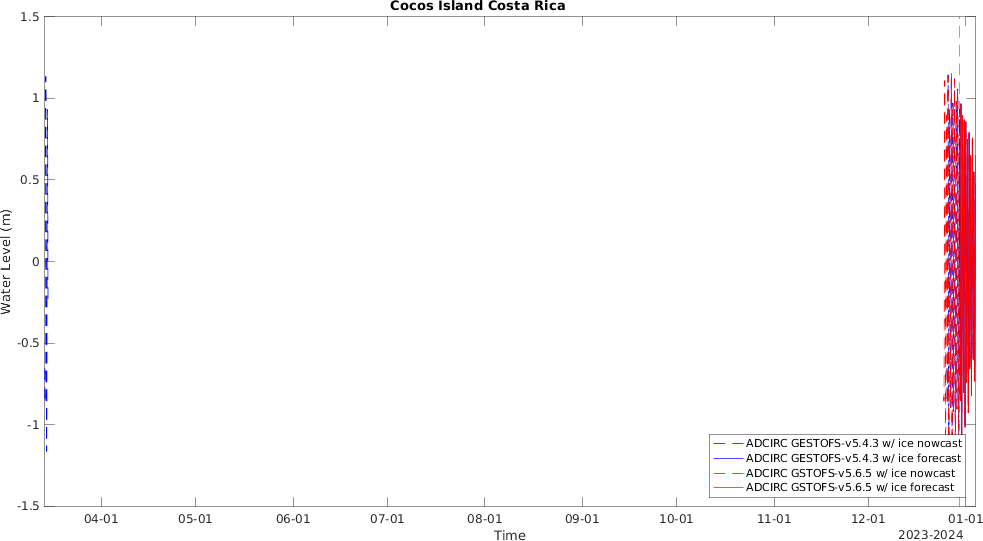 Cocos Island Costa Rica
1.5
1
0.5
0
-0.5
-1
-1.5
Water Level (m)
ADCIRC GESTOFS-v5.4.3 w/ ice nowcast
ADCIRC GESTOFS-v5.4.3 w/ ice forecast
ADCIRC GSTOFS-v5.6.5 w/ ice nowcast
ADCIRC GSTOFS-v5.6.5 w/ ice forecast
04-01 05-01 06-01 07-01 08-01 09-01 10-01 11-01 12-01 01-01
Time
2023-2024